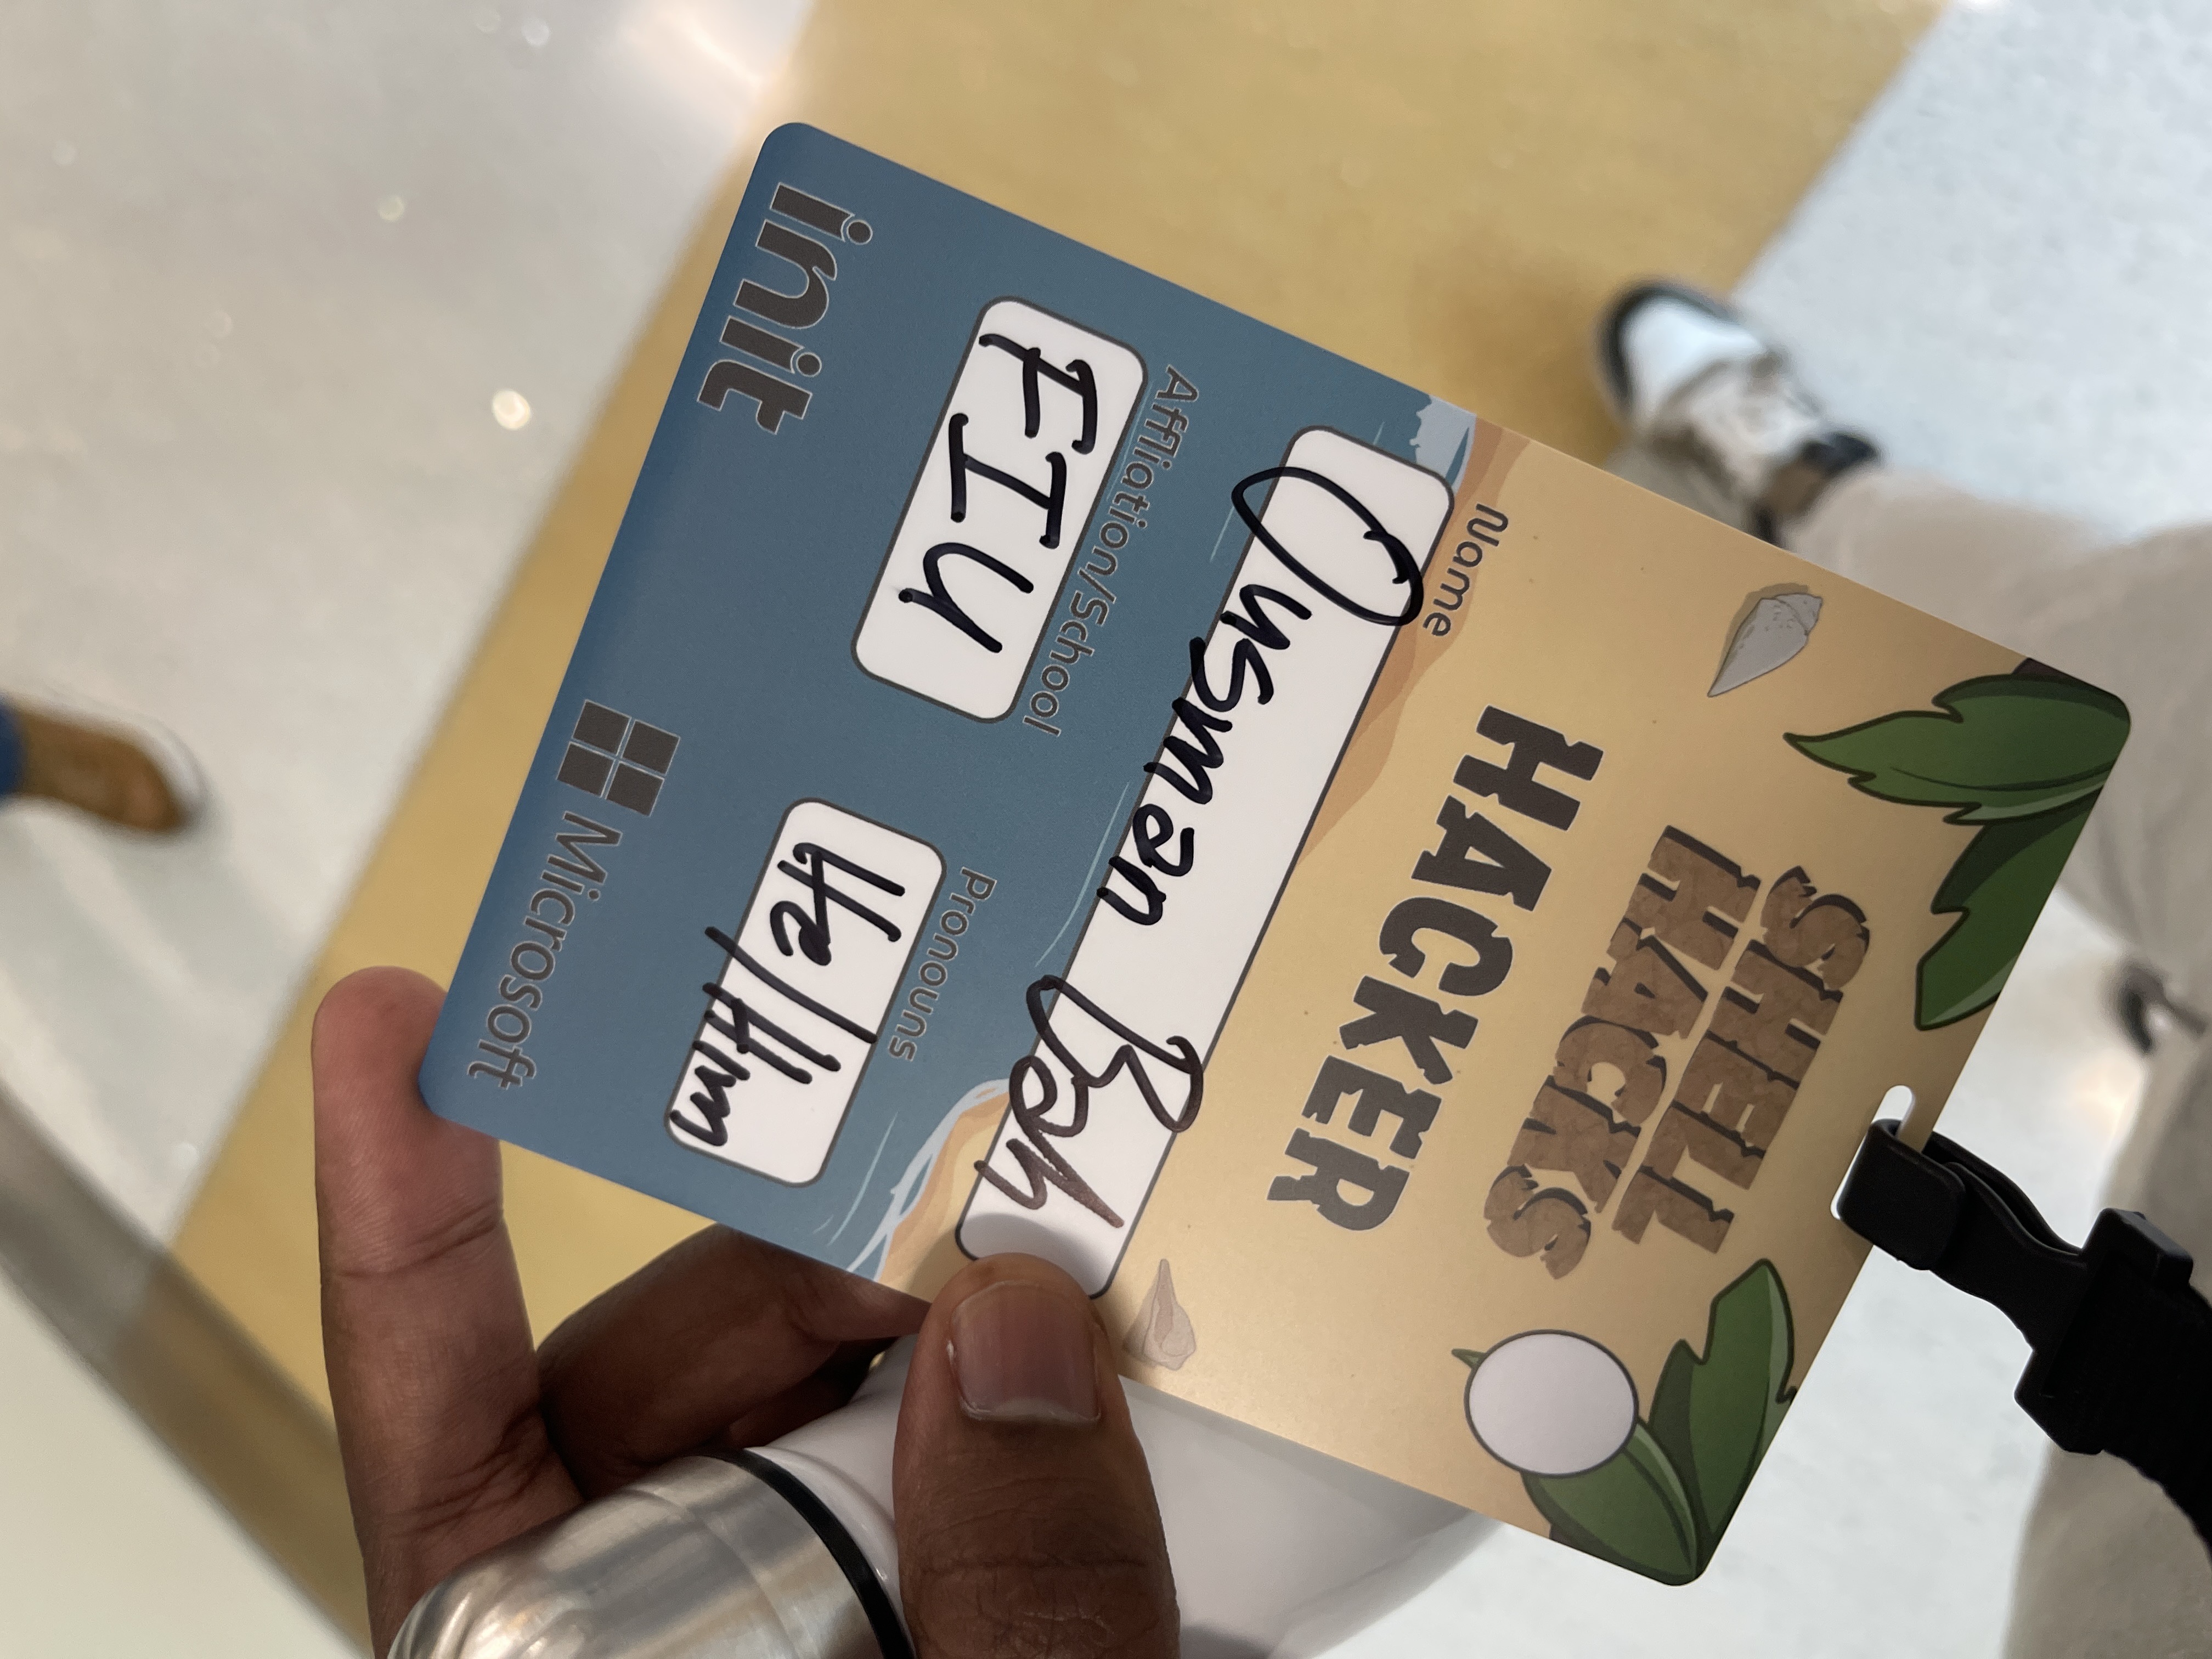 SHELL
HACKS
HACKER
Name
Ousman Bah
Affiliation/School
FIU
Pronouns
He/Him
init
Microsoft